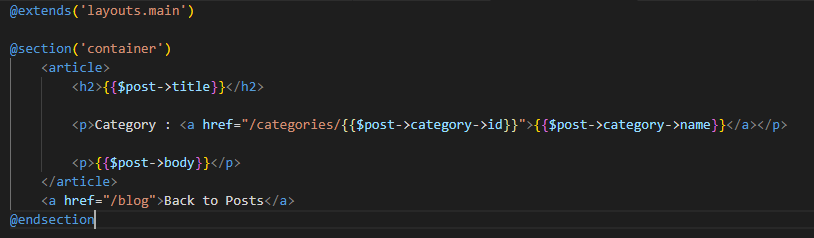 @extends('layouts.main')
@section('container')
<article>
<h2>{{$post->title}}</h2>
<p>Category : <a href="/categories/{{$post->category->id}}">{{$post->category->name}}</a></p>
<p>{{$post->body}}</p>
</article>
<a href="/blog">Back to Posts</a>
@endsection